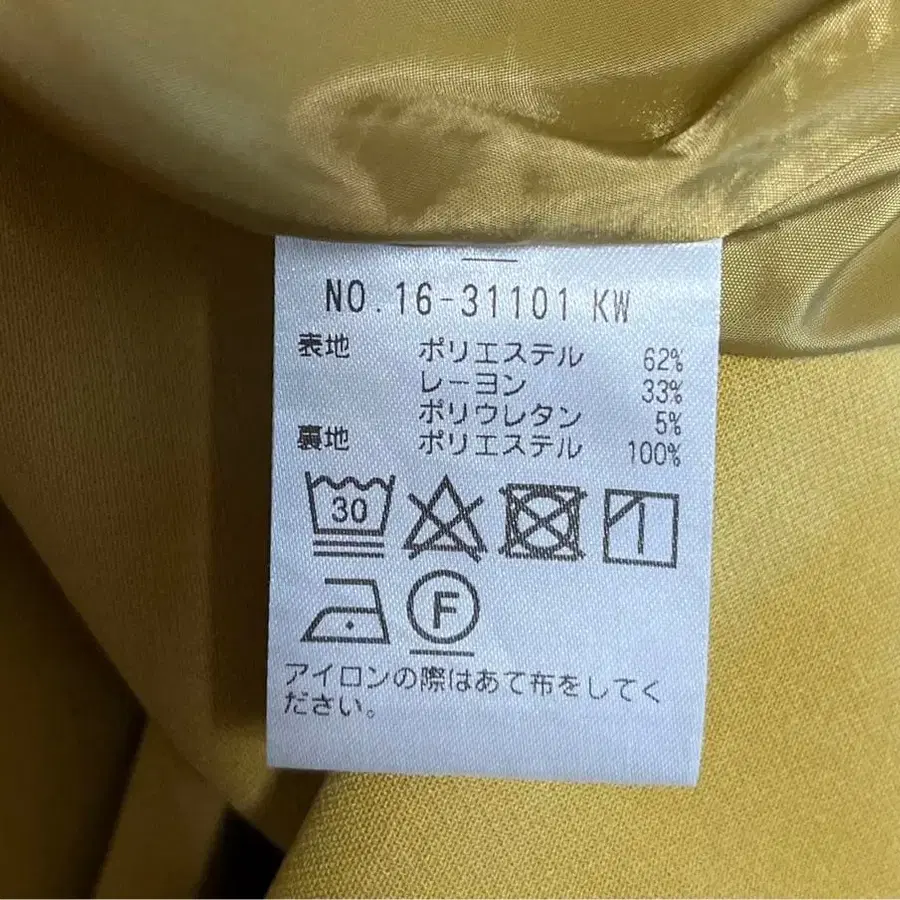 NO.16-31101 KW
表地 ポリエステル 62%
レーヨン 33%
ポリウレタン 5%
裏地 ポリエステル 100%
30
F
アイロンの際はあて布をしてく
ださい。